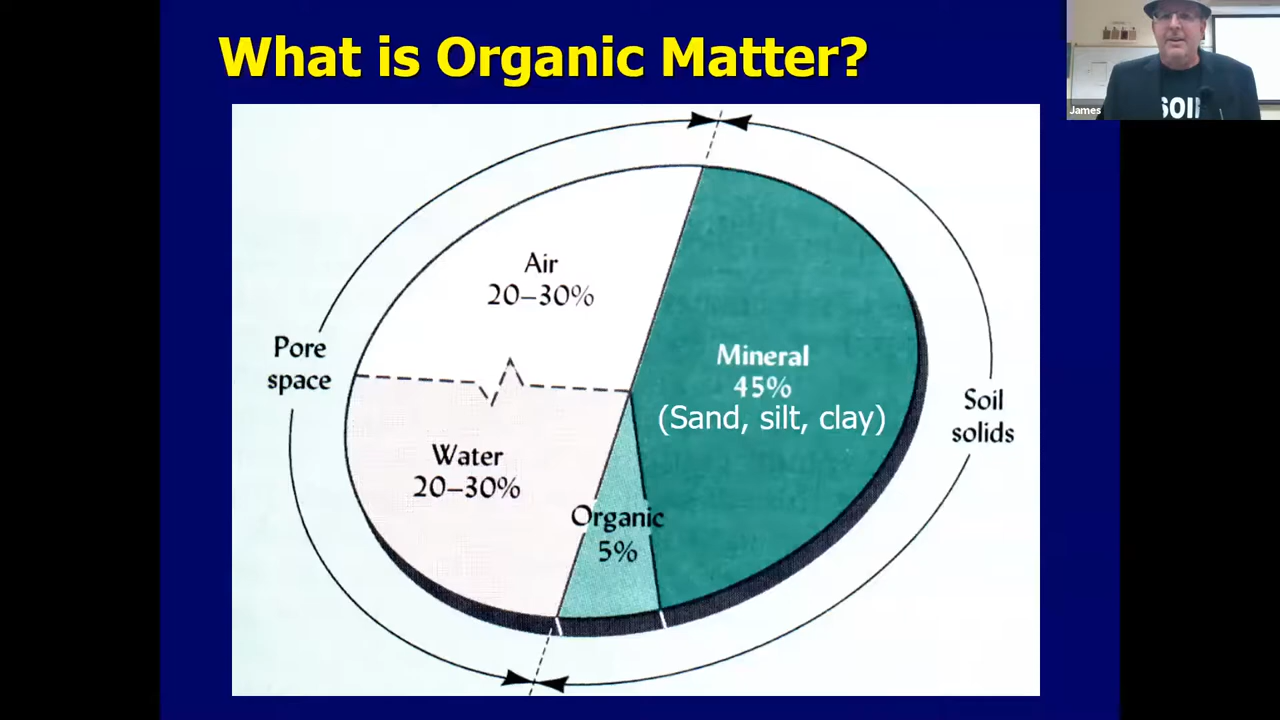 What is Organic Matter?
James
SOIL
Air
20–30%
Pore
space
Mineral
45%
(Sand, silt, clay)
Soil
solids
Water
20–30%
Organic
5%